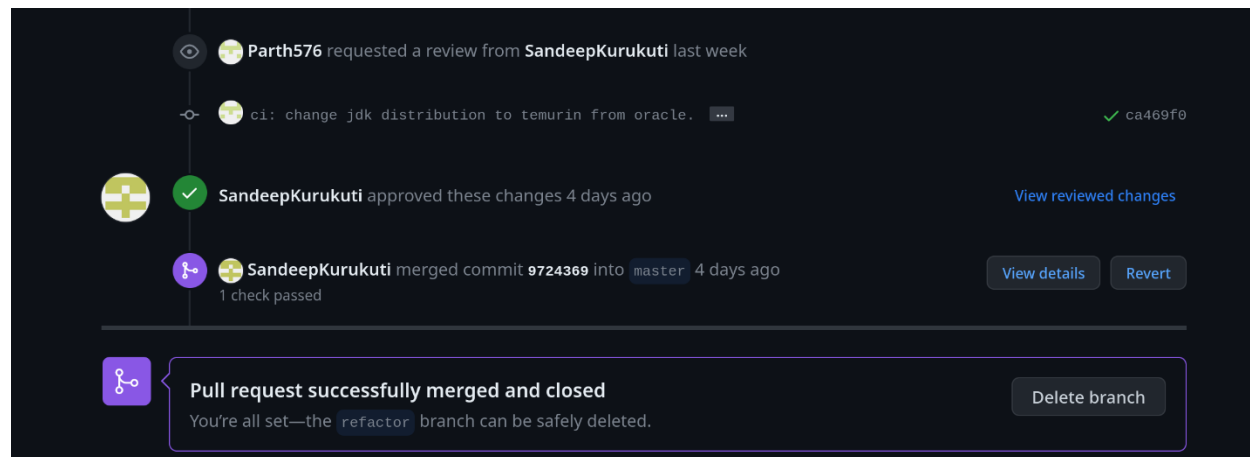 Parth576 requested a review from SandeepKurukuti last week
ci: change jdk distribution to temurin from oracle. ... ca469f0
SandeepKurukuti approved these changes 4 days ago View reviewed changes
SandeepKurukuti merged commit 9724369 into master 4 days ago View details Revert
1 check passed
Pull request successfully merged and closed Delete branch
You're all set—the refactor branch can be safely deleted.